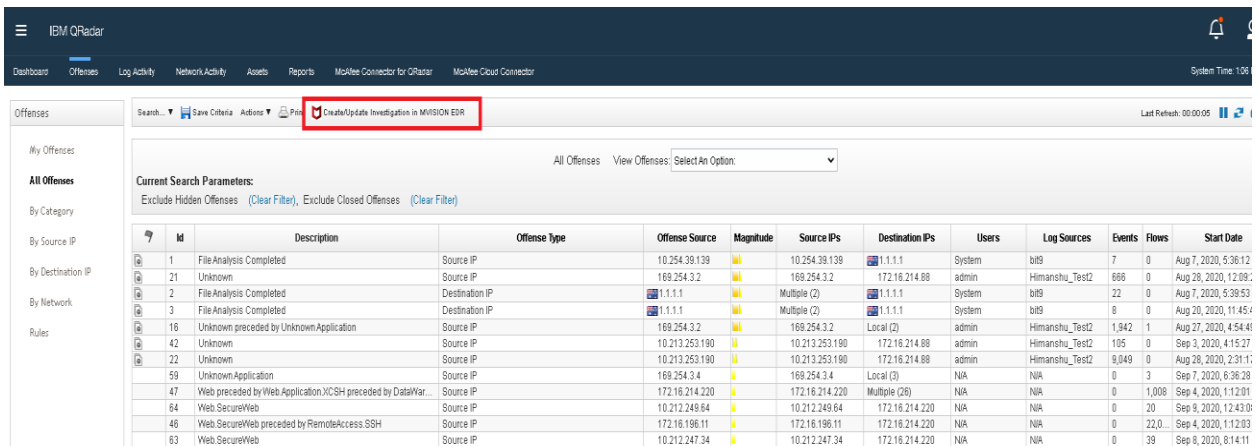 IBM QRadar
Dashboard Offenses Log Activity Network Activity Assets Reports McAfee Connector for QRadar McAfee Cloud Connector System Time: 1:06
Offenses
Search... Save Criteria Actions Create/Update Investigation in MVISION EDR Last Refresh: 00:00:05
My Offenses
All Offenses
By Category
By Source IP
By Destination IP
By Network
Rules
All Offenses View Offenses: Select An Option:
Current Search Parameters:
Exclude Hidden Offenses (Clear Filter), Exclude Closed Offenses (Clear Filter)
Id Description Offense Type Offense Source Magnitude Source IPs Destination IPs Users Log Sources Events Flows Start Date
1 File Analysis Completed Source IP 10.254.39.139 10.254.39.139 1.1.1.1 System bit9 7 0 Aug 7, 2020, 5:36:12
21 Unknown Source IP 169.254.3.2 169.254.3.2 172.16.214.88 admin Himanshu_Test2 666 0 Aug 28, 2020, 12:09:
2 File Analysis Completed Destination IP 1.1.1.1 Multiple (2) 1.1.1.1 System bit9 22 0 Aug 7, 2020, 5:39:53
3 File Analysis Completed Destination IP 1.1.1.1 Multiple (2) 1.1.1.1 System bit9 8 0 Aug 20, 2020, 11:45:4
16 Unknown preceded by Unknown Application Source IP 169.254.3.2 169.254.3.2 Local (2) admin Himanshu_Test2 1,942 1 Aug 27, 2020, 4:54:49
42 Unknown Source IP 10.213.253.190 10.213.253.190 172.16.214.88 admin Himanshu_Test2 105 0 Sep 3, 2020, 4:15:27
22 Unknown Source IP 10.213.253.190 10.213.253.190 172.16.214.88 admin Himanshu_Test2 9,049 0 Aug 28, 2020, 2:31:17
59 Unknown Application Source IP 169.254.3.4 169.254.3.4 Local (3) N/A N/A 0 3 Sep 7, 2020, 6:36:28
47 Web preceded by Web.Application.XCSH preceded by DataWar... Source IP 172.16.214.220 172.16.214.220 Multiple (26) N/A N/A 0 1,008 Sep 4, 2020, 1:12:01
64 Web.SecureWeb Source IP 10.212.249.64 10.212.249.64 172.16.214.220 N/A N/A 0 20 Sep 9, 2020, 12:43:0
46 Web.SecureWeb preceded by RemoteAccess.SSH Source IP 172.16.196.11 172.16.196.11 172.16.214.220 N/A N/A 0 22,0... Sep 4, 2020, 1:12:03
63 Web.SecureWeb Source IP 10.212.247.34 10.212.247.34 172.16.214.220 N/A N/A 0 39 Sep 8, 2020, 8:14:11